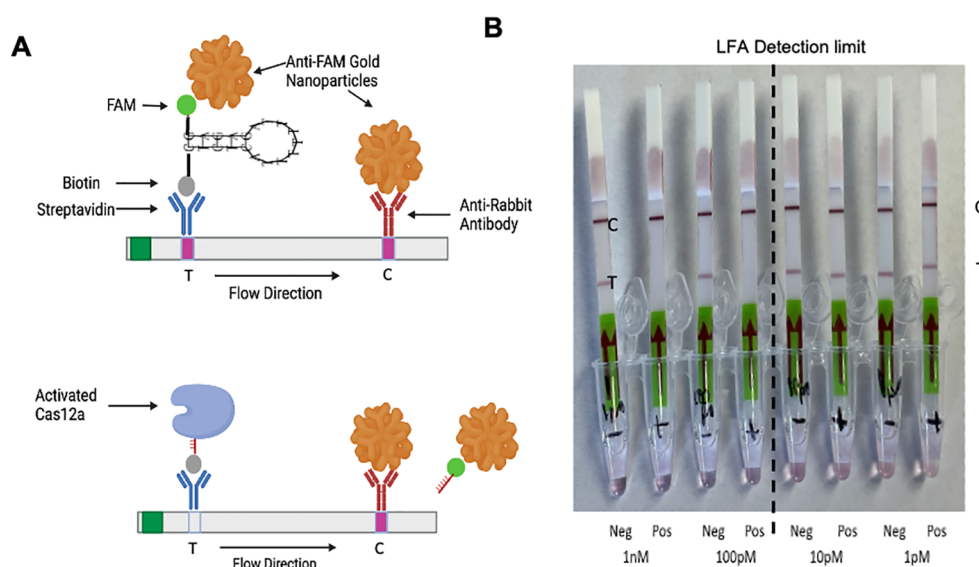 A
Anti-FAM Gold
Nanoparticles
FAM
Biotin
Streptavidin
Anti-Rabbit
Antibody
T
C
Flow Direction
Activated
Cas12a
T
C
Flow Direction
B
LFA Detection limit
C
T
-
+
-
+
-
+
-
+
Neg Pos Neg Pos Neg Pos Neg Pos
1nM 100pM 10pM 1pM